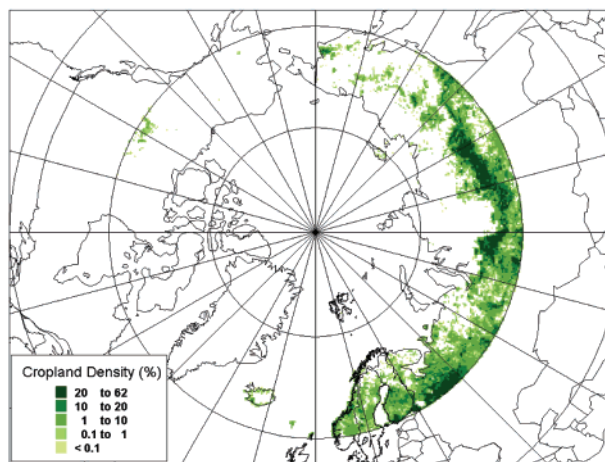 Cropland Density (%)
20 to 62
10 to 20
1 to 10
0.1 to 1
< 0.1